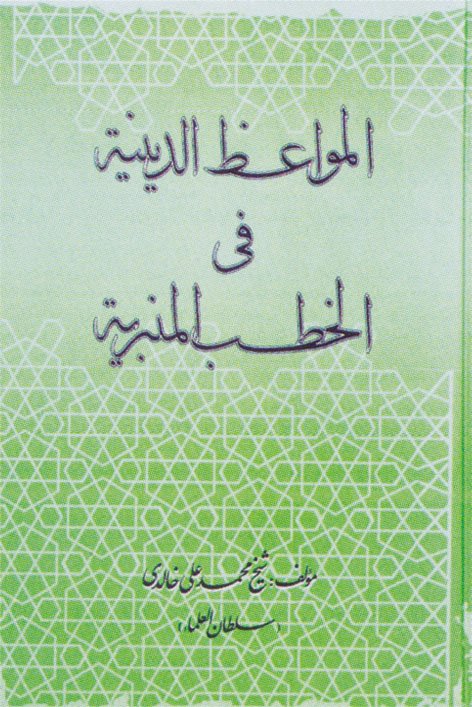 المواعظ الدينية
فى
الخطب المنبرية
مؤلف: شيخ محمد على خالدى
(سلطان العلماء)